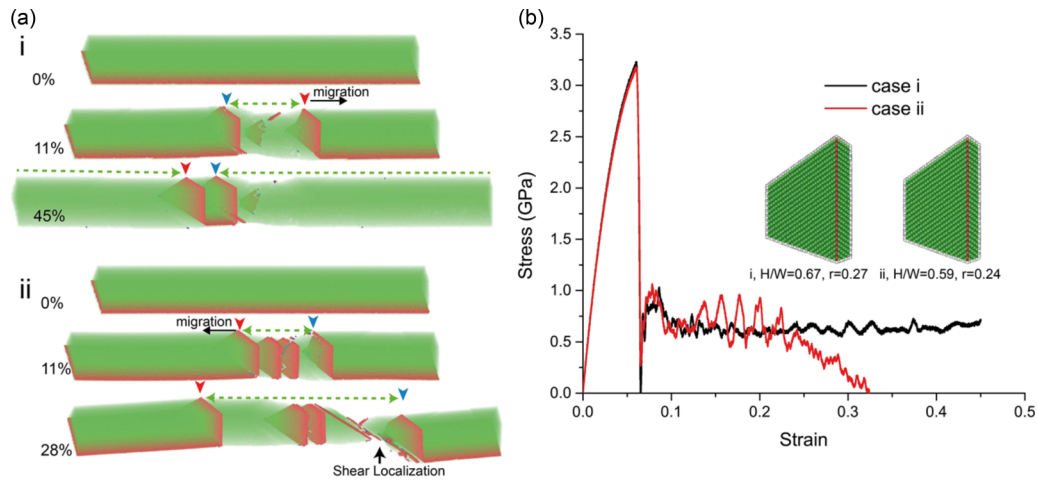 (a)
i
0%
migration
11%
45%
ii
0%
migration
11%
28%
Shear Localization
(b)
Stress (GPa)
3.5
3.0
2.5
2.0
1.5
1.0
0.5
0.0
case i
case ii
i, H/W=0.67, r=0.27 ii, H/W=0.59, r=0.24
0.0 0.1 0.2 0.3 0.4 0.5
Strain